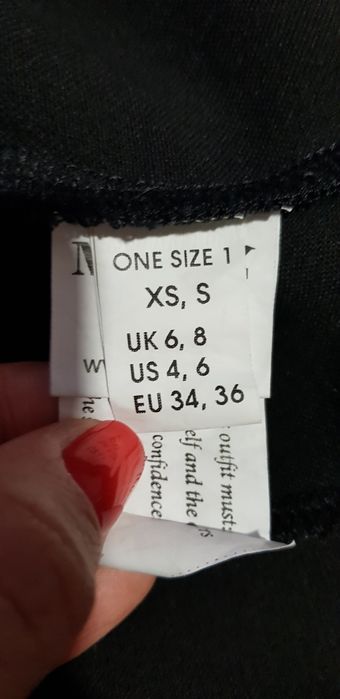 N
ONE SIZE 1
XS, S
UK 6, 8
US 4, 6
EU 34, 36
W
he
outfit must
elf and the
confidence